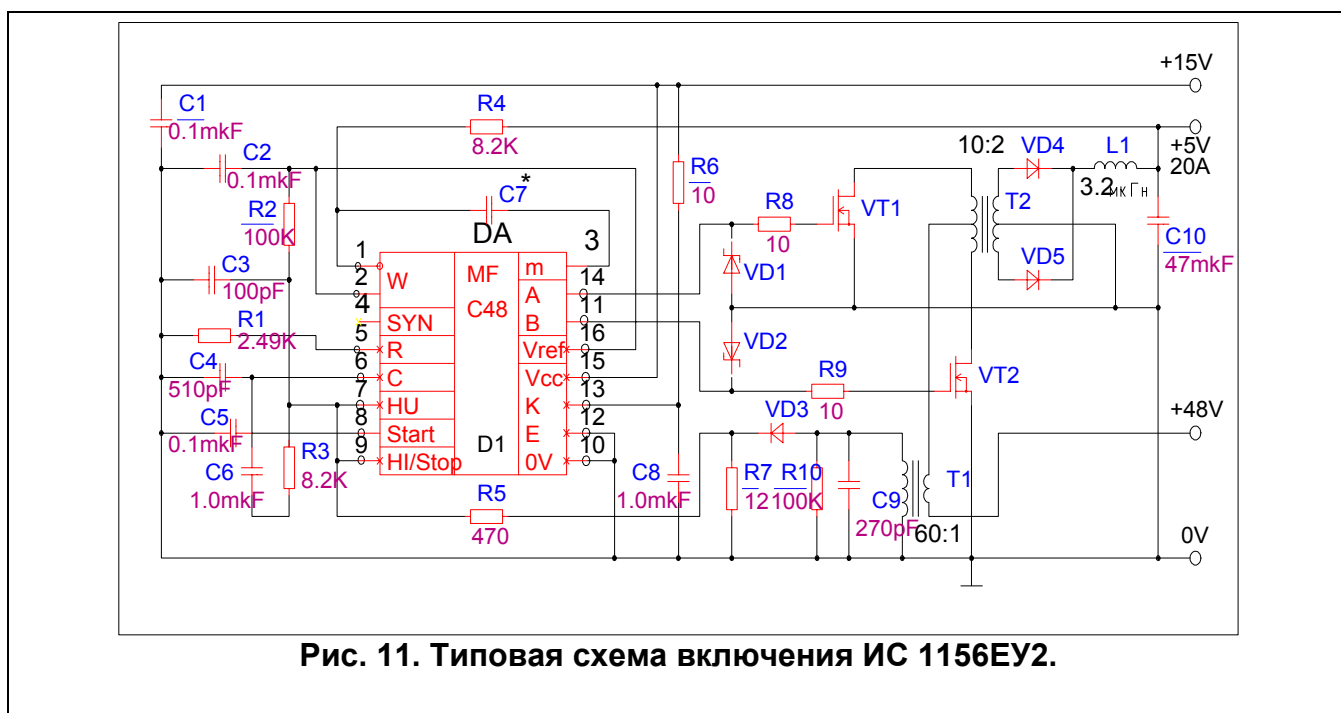 +15V
C1
0.1mkF
R4
8.2K
+5V
20A
C2
0.1mkF
10:2
VD4
L1
3.2 мкГн
R6
10
C7*
R2
100K
R8
10
VT1
T2
C10
47mkF
DA
1
2
4
5
6
7
8
9
W
SYN
R
C
HU
Start
HI/Stop
MF
C48
D1
m
A
B
Vref
Vcc
K
E
0V
3
14
11
16
15
13
12
10
VD1
VD5
C3
100pF
R1
2.49K
VD2
C4
510pF
R9
10
VT2
C5
0.1mkF
VD3
+48V
C6
1.0mkF
R3
8.2K
C8
1.0mkF
R7
12
R10
100K
C9
270pF
T1
60:1
R5
470
0V
Рис. 11. Типовая схема включения ИС 1156ЕУ2.